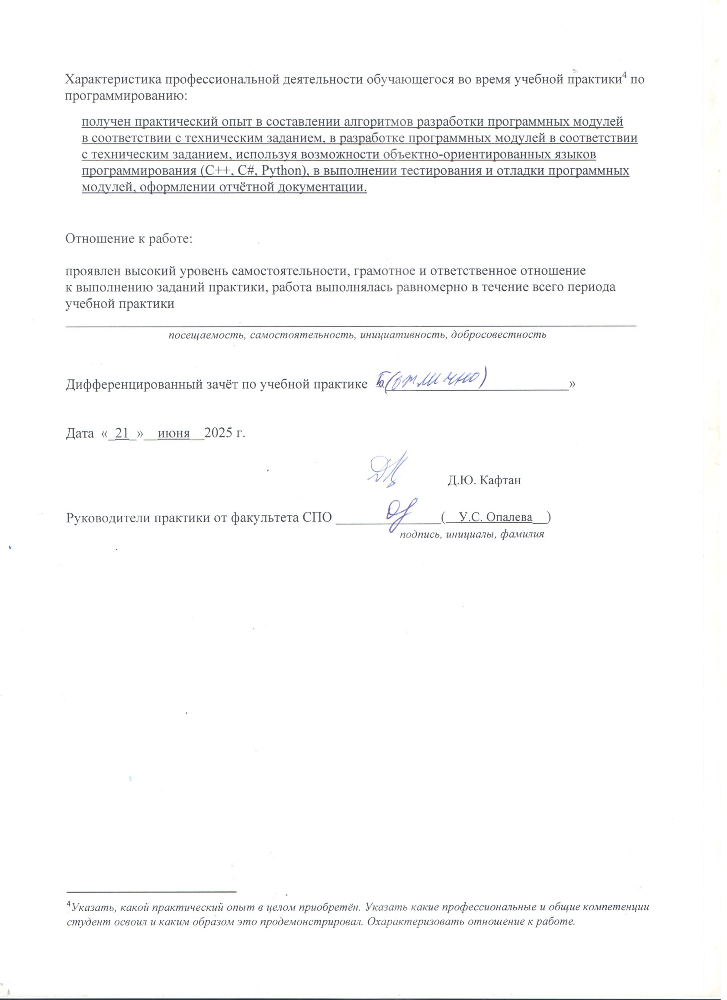 Характеристика профессиональной деятельности обучающегося во время учебной практики⁴ по
программированию:
получен практический опыт в составлении алгоритмов разработки программных модулей
в соответствии с техническим заданием, в разработке программных модулей в соответствии
с техническим заданием, используя возможности объектно-ориентированных языков
программирования (C++, C#, Python), в выполнении тестирования и отладки программных
модулей, оформлении отчётной документации.
Отношение к работе:
проявлен высокий уровень самостоятельности, грамотное и ответственное отношение
к выполнению заданий практики, работа выполнялась равномерно в течение всего периода
учебной практики
посещаемость, самостоятельность, инициативность, добросовестность
Дифференцированный зачёт по учебной практике «5(отлично)»
Дата «_21_»__июня__2025 г.
Д.Ю. Кафтан
Руководители практики от факультета СПО _______________(__У.С. Опалева__)
подпись, инициалы, фамилия
⁴Указать, какой практический опыт в целом приобретён. Указать какие профессиональные и общие компетенции
студент освоил и каким образом это продемонстрировал. Охарактеризовать отношение к работе.